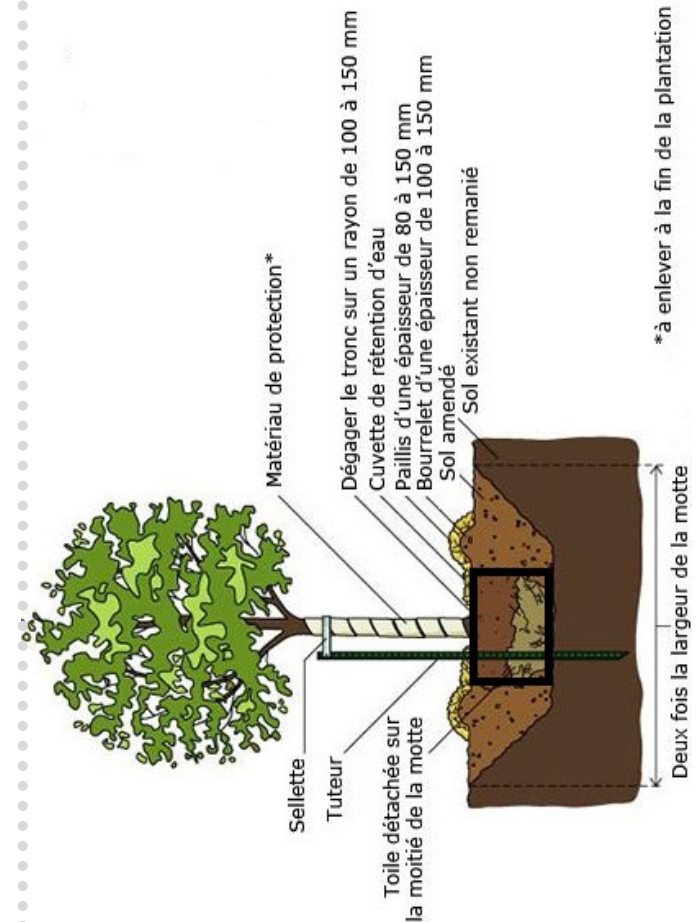 Matériau de protection*
Dégager le tronc sur un rayon de 100 à 150 mm
Cuvette de rétention d'eau
Paillis d'une épaisseur de 80 à 150 mm
Bourrelet d'une épaisseur de 100 à 150 mm
Sol amendé
Sol existant non remanié
Sellette
Tuteur
Toile détachée sur
la moitié de la motte
Deux fois la largeur de la motte
*à enlever à la fin de la plantation